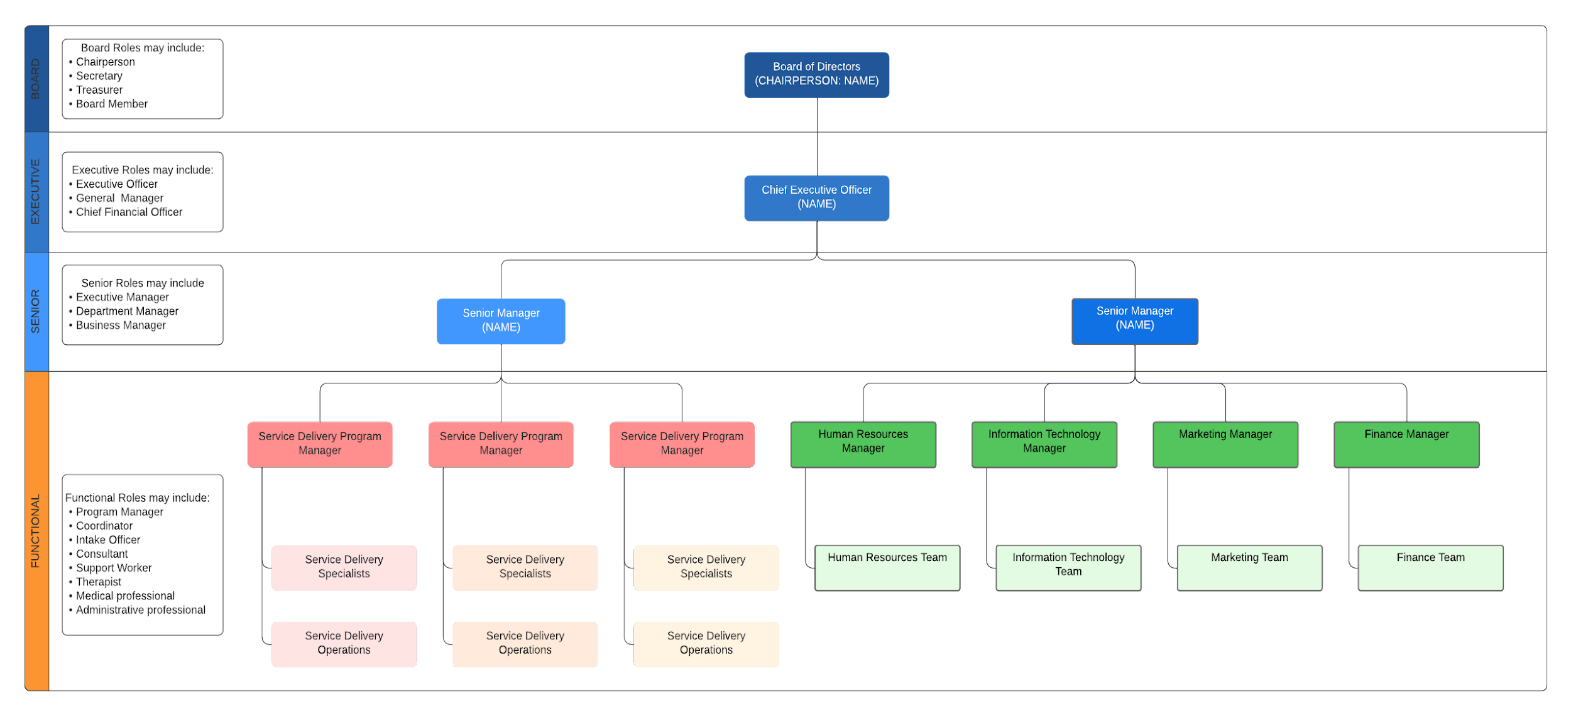 BOARD
Board Roles may include:
• Chairperson
• Secretary
• Treasurer
• Board Member
Board of Directors
(CHAIRPERSON: NAME)
EXECUTIVE
Executive Roles may include:
• Executive Officer
• General  Manager
• Chief Financial Officer
Chief Executive Officer
(NAME)
SENIOR
Senior Roles may include
• Executive Manager
• Department Manager
• Business Manager
Senior Manager
(NAME)
Senior Manager
(NAME)
FUNCTIONAL
Functional Roles may include:
• Program Manager
• Coordinator
• Intake Officer
• Consultant
• Support Worker
• Therapist
• Medical professional
• Administrative professional
Service Delivery Program
Manager
Service Delivery Program
Manager
Service Delivery Program
Manager
Human Resources
Manager
Information Technology
Manager
Marketing Manager
Finance Manager
Service Delivery
Specialists
Service Delivery
Specialists
Service Delivery
Specialists
Human Resources Team
Information Technology
Team
Marketing Team
Finance Team
Service Delivery
Operations
Service Delivery
Operations
Service Delivery
Operations